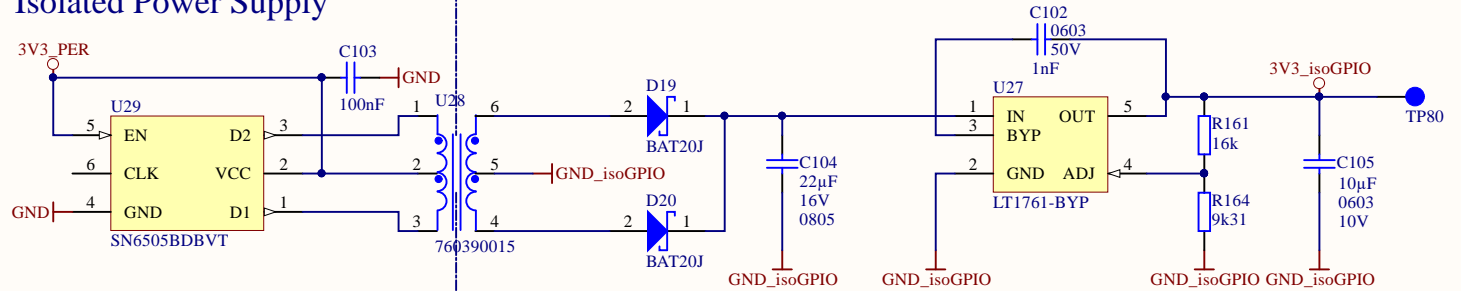 Isolated Power Supply
3V3_PER
C103
100nF
GND
U29
5
EN
6
CLK
4
GND
GND
D2
3
VCC
2
D1
1
SN6505BDBVT
U28
1
2
3
6
5
4
760390015
GND_isoGPIO
D19
2
1
BAT20J
D20
2
1
BAT20J
C104
22µF
16V
0805
GND_isoGPIO
C102
0603
50V
1nF
U27
1
IN
3
BYP
2
GND
OUT
5
ADJ
4
LT1761-BYP
GND_isoGPIO
R161
16k
R164
9k31
GND_isoGPIO
3V3_isoGPIO
C105
10µF
0603
10V
GND_isoGPIO
TP80